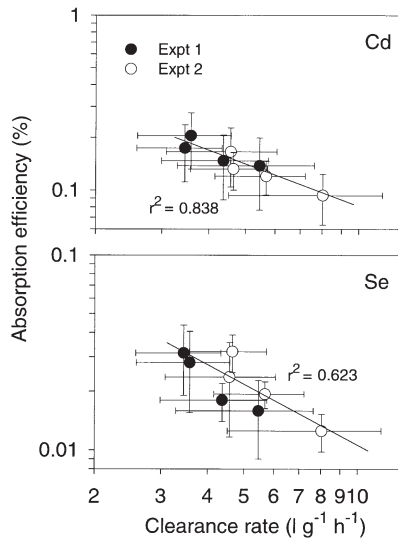 1
Cd
Expt 1
Expt 2
0.1
r² = 0.838
Absorption efficiency (%)
0.1
Se
r² = 0.623
0.01
2 3 4 5 6 7 8 9 10
Clearance rate (l g⁻¹ h⁻¹)